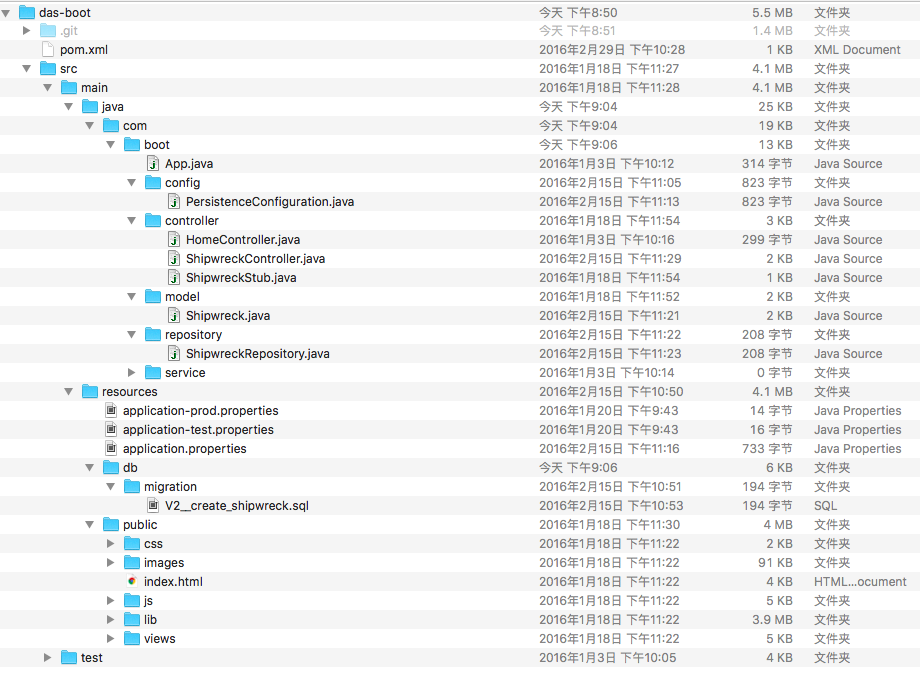 das-boot 今天 下午8:50 5.5 MB 文件夹
.git 今天 下午8:51 1.4 MB 文件夹
pom.xml 2016年2月29日 下午10:28 1 KB XML Document
src 2016年1月18日 下午11:27 4.1 MB 文件夹
main 2016年1月18日 下午11:28 4.1 MB 文件夹
java 今天 下午9:04 25 KB 文件夹
com 今天 下午9:04 19 KB 文件夹
boot 今天 下午9:06 13 KB 文件夹
App.java 2016年1月3日 下午10:12 314 字节 Java Source
config 2016年2月15日 下午11:05 823 字节 文件夹
PersistenceConfiguration.java 2016年2月15日 下午11:13 823 字节 Java Source
controller 2016年1月18日 下午11:54 3 KB 文件夹
HomeController.java 2016年1月3日 下午10:16 299 字节 Java Source
ShipwreckController.java 2016年2月15日 下午11:29 2 KB Java Source
ShipwreckStub.java 2016年1月18日 下午11:54 1 KB Java Source
model 2016年1月18日 下午11:52 2 KB 文件夹
Shipwreck.java 2016年2月15日 下午11:21 2 KB Java Source
repository 2016年2月15日 下午11:22 208 字节 文件夹
ShipwreckRepository.java 2016年2月15日 下午11:23 208 字节 Java Source
service 2016年1月3日 下午10:14 0 字节 文件夹
resources 2016年2月15日 下午10:50 4.1 MB 文件夹
application-prod.properties 2016年1月20日 下午9:43 14 字节 Java Properties
application-test.properties 2016年1月20日 下午9:43 16 字节 Java Properties
application.properties 2016年2月15日 下午11:16 733 字节 Java Properties
db 今天 下午9:06 6 KB 文件夹
migration 2016年2月15日 下午10:51 194 字节 文件夹
V2__create_shipwreck.sql 2016年2月15日 下午10:53 194 字节 SQL
public 2016年1月18日 下午11:30 4 MB 文件夹
css 2016年1月18日 下午11:22 2 KB 文件夹
images 2016年1月18日 下午11:22 91 KB 文件夹
index.html 2016年1月18日 下午11:22 4 KB HTML...ocument
js 2016年1月18日 下午11:22 5 KB 文件夹
lib 2016年1月18日 下午11:22 3.9 MB 文件夹
views 2016年1月18日 下午11:22 5 KB 文件夹
test 2016年1月3日 下午10:05 4 KB 文件夹